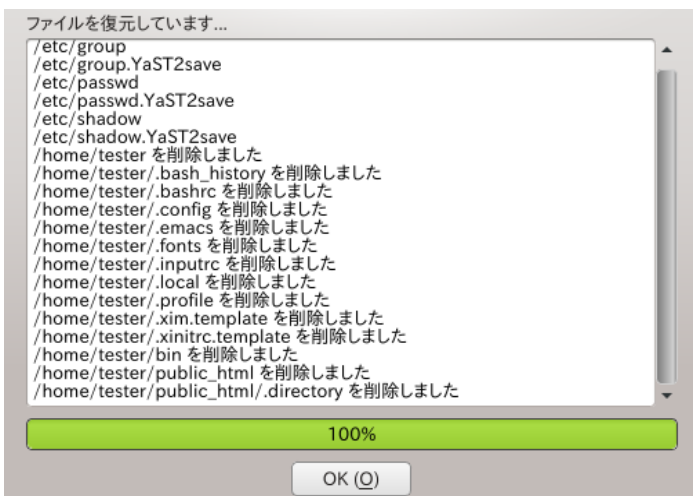 ファイルを復元しています...
/etc/group
/etc/group.YaST2save
/etc/passwd
/etc/passwd.YaST2save
/etc/shadow
/etc/shadow.YaST2save
/home/tester を削除しました
/home/tester/.bash_history を削除しました
/home/tester/.bashrc を削除しました
/home/tester/.config を削除しました
/home/tester/.emacs を削除しました
/home/tester/.fonts を削除しました
/home/tester/.inputrc を削除しました
/home/tester/.local を削除しました
/home/tester/.profile を削除しました
/home/tester/.xim.template を削除しました
/home/tester/.xinitrc.template を削除しました
/home/tester/bin を削除しました
/home/tester/public_html を削除しました
/home/tester/public_html/.directory を削除しました
100%
OK (O)